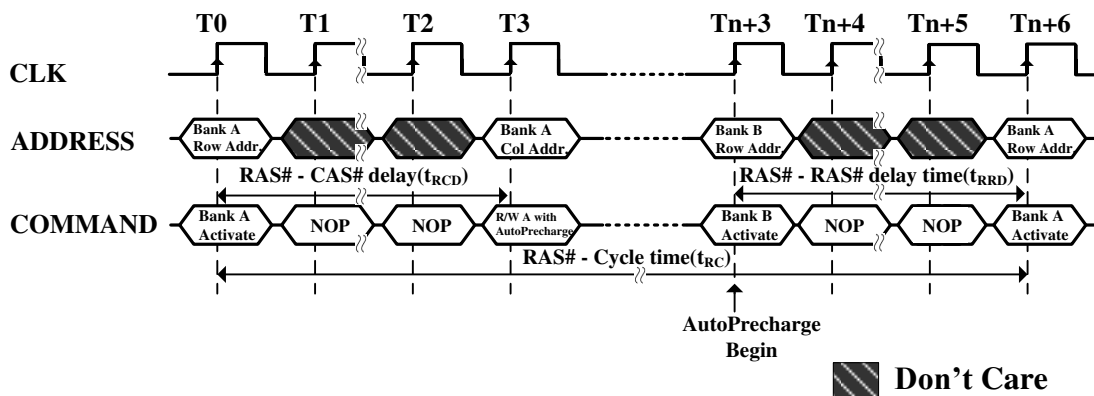 T0 T1 T2 T3 Tn+3 Tn+4 Tn+5 Tn+6
CLK
ADDRESS
Bank A
Row Addr.
Bank A
Col Addr.
Bank B
Row Addr.
Bank A
Row Addr.
RAS# - CAS# delay(tRCD)
RAS# - RAS# delay time(tRRD)
COMMAND
Bank A
Activate
NOP
NOP
R/W A with
AutoPrecharge
Bank B
Activate
NOP
NOP
Bank A
Activate
RAS# - Cycle time(tRC)
AutoPrecharge
Begin
Don't Care